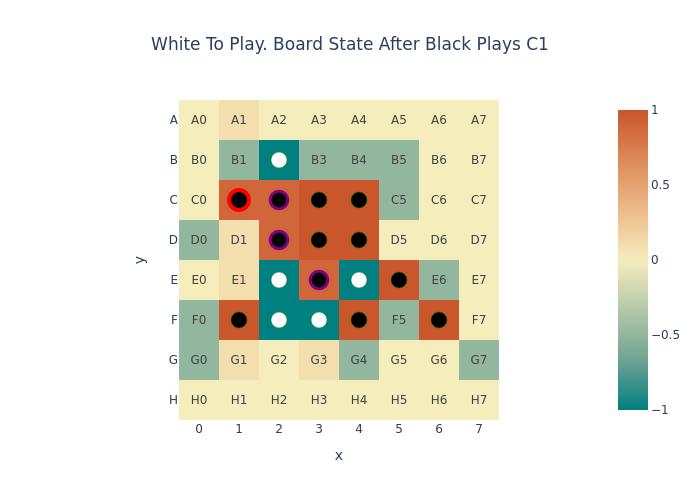 White To Play. Board State After Black Plays C1
A A0 A1 A2 A3 A4 A5 A6 A7
B B0 B1 B3 B4 B5 B6 B7
C C0 C5 C6 C7
D D0 D1 D5 D6 D7
E E0 E1 E6 E7
F F0 F5 F7
G G0 G1 G2 G3 G4 G5 G6 G7
H H0 H1 H2 H3 H4 H5 H6 H7
0 1 2 3 4 5 6 7
x
y
1
0.5
0
−0.5
−1